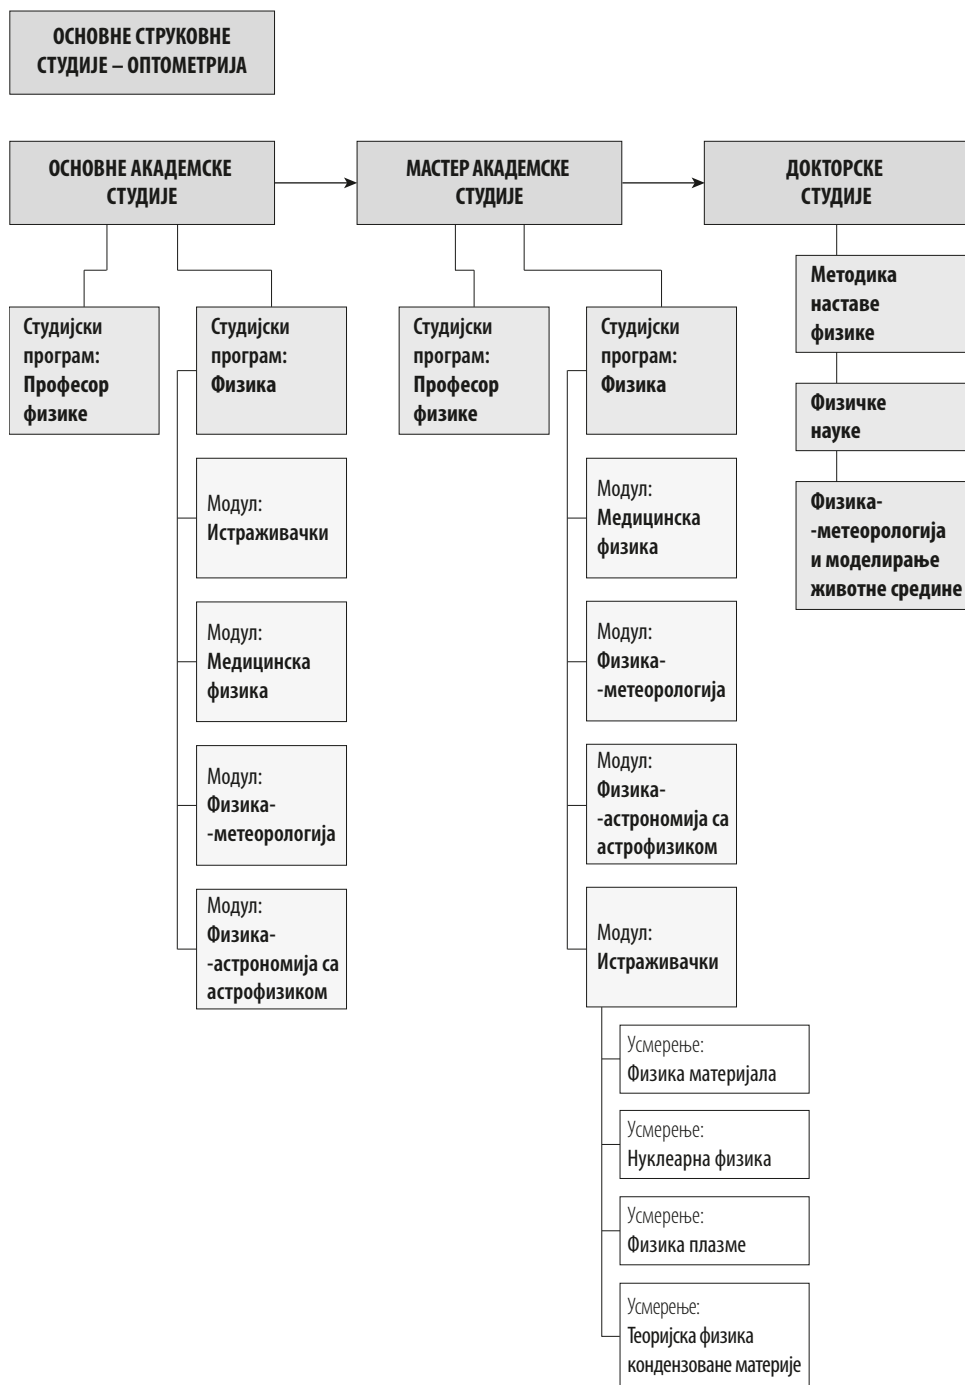 ОСНОВНЕ СТРУКОВНЕ
СТУДИЈЕ – ОПТОМЕТРИЈА
ОСНОВНЕ АКАДЕМСКЕ
СТУДИЈЕ
МАСТЕР АКАДЕМСКЕ
СТУДИЈЕ
ДОКТОРСКЕ
СТУДИЈЕ
Студијски
програм:
Професор
физике
Студијски
програм:
Физика
Модул:
Истраживачки
Модул:
Медицинска
физика
Модул:
Физика-
-метеорологија
Модул:
Физика-
-астрономија са
астрофизиком
Студијски
програм:
Професор
физике
Студијски
програм:
Физика
Модул:
Медицинска
физика
Модул:
Физика-
-метеорологија
Модул:
Физика-
-астрономија са
астрофизиком
Модул:
Истраживачки
Усмерење:
Физика материјала
Усмерење:
Нуклеарна физика
Усмерење:
Физика плазме
Усмерење:
Теоријска физика
кондензоване материје
Методика
наставе
физике
Физичке
науке
Физика-
-метеорологија
и моделирање
животне средине